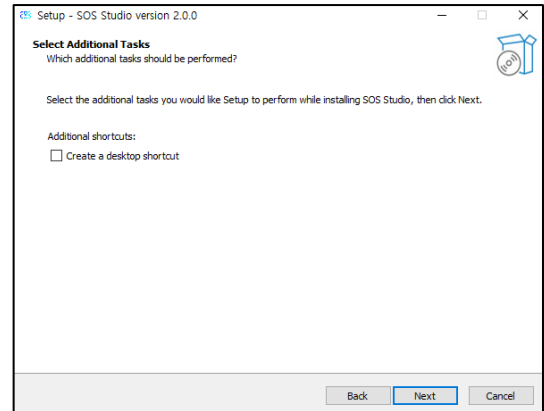 Setup - SOS Studio version 2.0.0
Select Additional Tasks
Which additional tasks should be performed?
Select the additional tasks you would like Setup to perform while installing SOS Studio, then click Next.
Additional shortcuts:
Create a desktop shortcut
Back Next Cancel